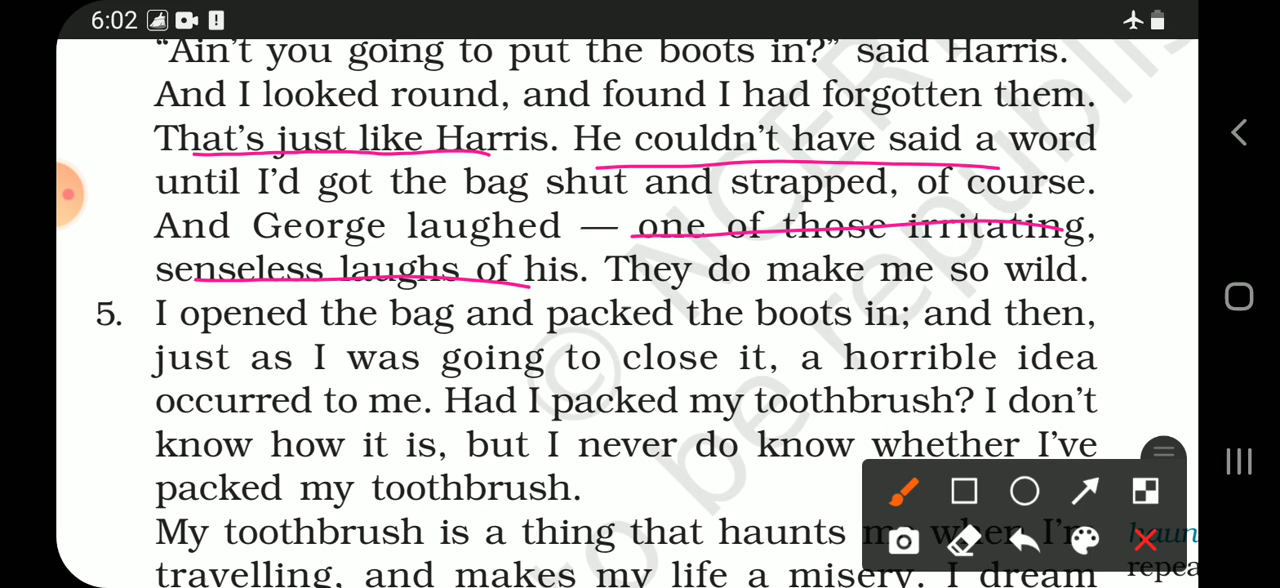 6:02
“Ain’t you going to put the boots in?” said Harris.
And I looked round, and found I had forgotten them.
That’s just like Harris. He couldn’t have said a word
until I’d got the bag shut and strapped, of course.
And George laughed — one of those irritating,
senseless laughs of his. They do make me so wild.
5. I opened the bag and packed the boots in; and then,
just as I was going to close it, a horrible idea
occurred to me. Had I packed my toothbrush? I don’t
know how it is, but I never do know whether I’ve
packed my toothbrush.
My toothbrush is a thing that haunts me when I’m
travelling, and makes my life a misery. I dream
© NCERT
be republis